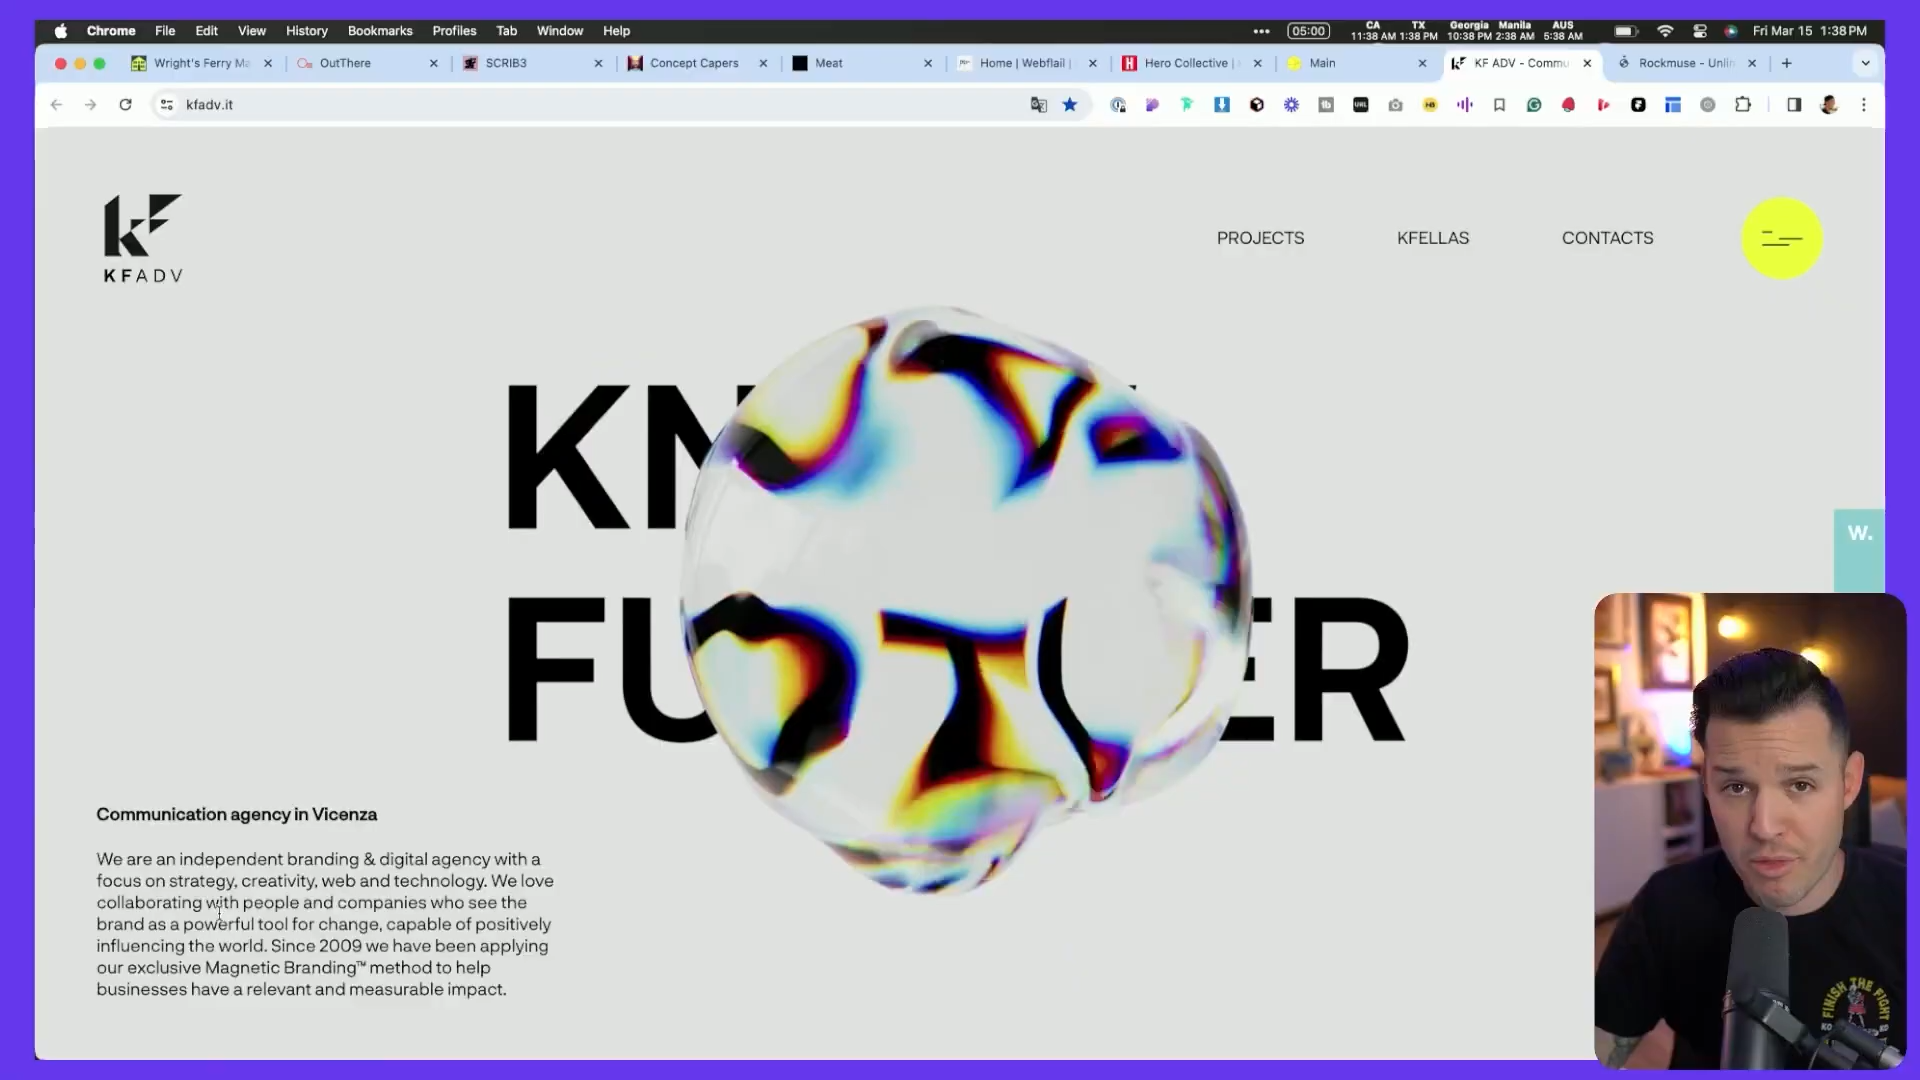 Chrome File Edit View History Bookmarks Profiles Tab Window Help
05:00
CA TX Georgia Manila AUS
11:38 AM 1:38 PM 10:38 PM 2:38 AM 5:38 AM
Fri Mar 15 1:38 PM
Wright's Ferry Ma
OutThere
SCRIB3
Concept Capers
Meat
Home | Webflail |
Hero Collective |
Main
KF ADV - Commu
Rockmuse - Unlin
kfadv.it
KFADV
PROJECTS
KFELLAS
CONTACTS
FU ER
W.
Communication agency in Vicenza
We are an independent branding & digital agency with a
focus on strategy, creativity, web and technology. We love
collaborating with people and companies who see the
brand as a powerful tool for change, capable of positively
influencing the world. Since 2009 we have been applying
our exclusive Magnetic Branding™ method to help
businesses have a relevant and measurable impact.
FINISH THE FIGHT